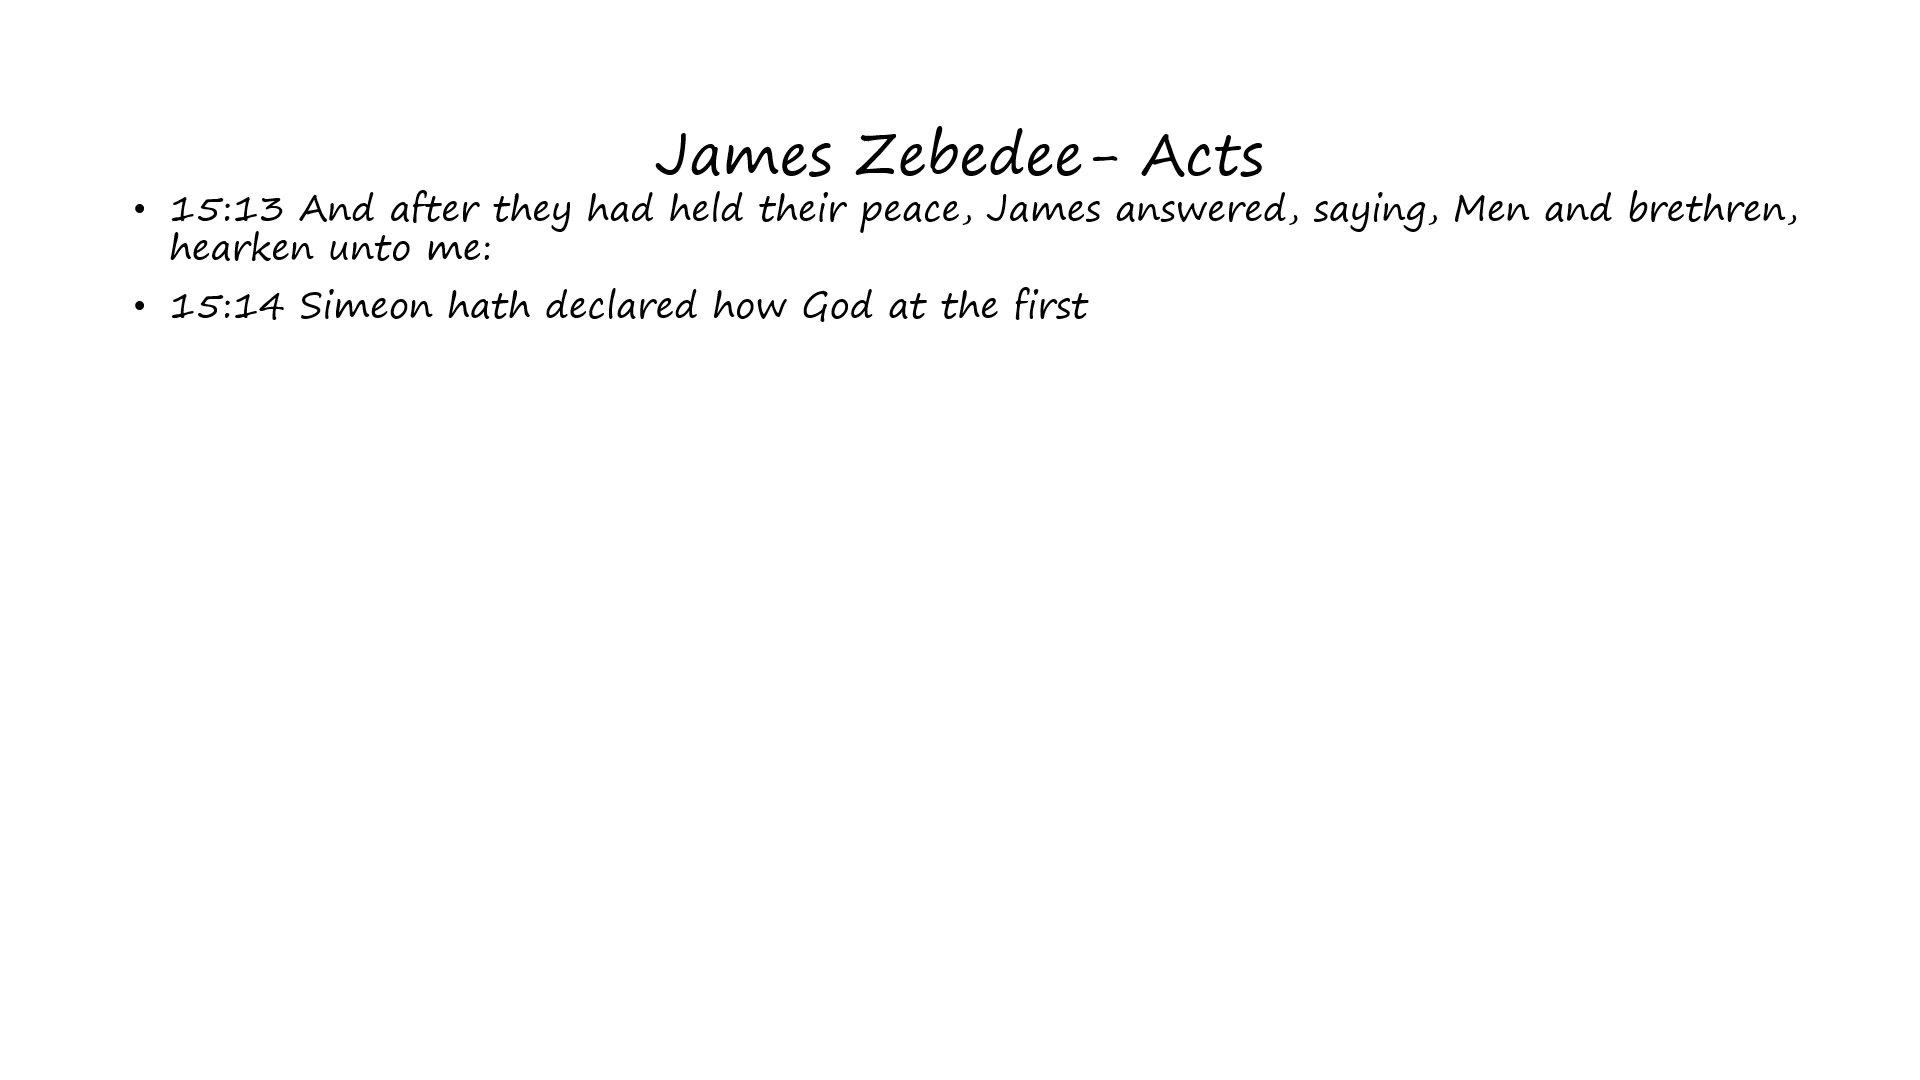 James Zebedee- Acts
• 15:13 And after they had held their peace, James answered, saying, Men and brethren,
hearken unto me:
• 15:14 Simeon hath declared how God at the first